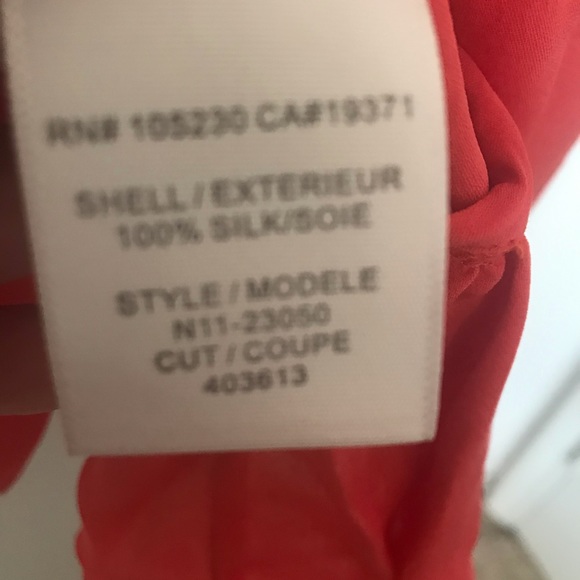 RN# 105230 CA#19371
SHELL / EXTERIEUR
100% SILK/SOIE
STYLE / MODELE
N11-23050
CUT / COUPE
403613